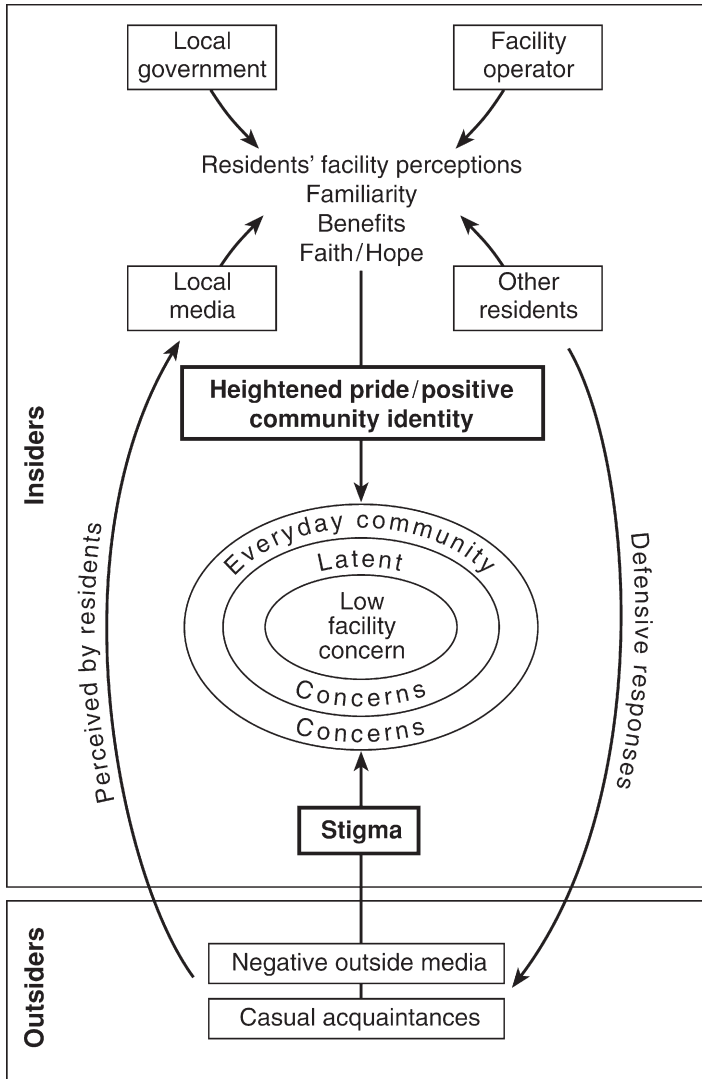 Local
government
Facility
operator
Residents' facility perceptions
Familiarity
Benefits
Faith/Hope
Local
media
Other
residents
Heightened pride/positive
community identity
Insiders
Everyday community
Latent
Low
facility
concern
Concerns
Concerns
Perceived by residents
Defensive responses
Stigma
Outsiders
Negative outside media
Casual acquaintances